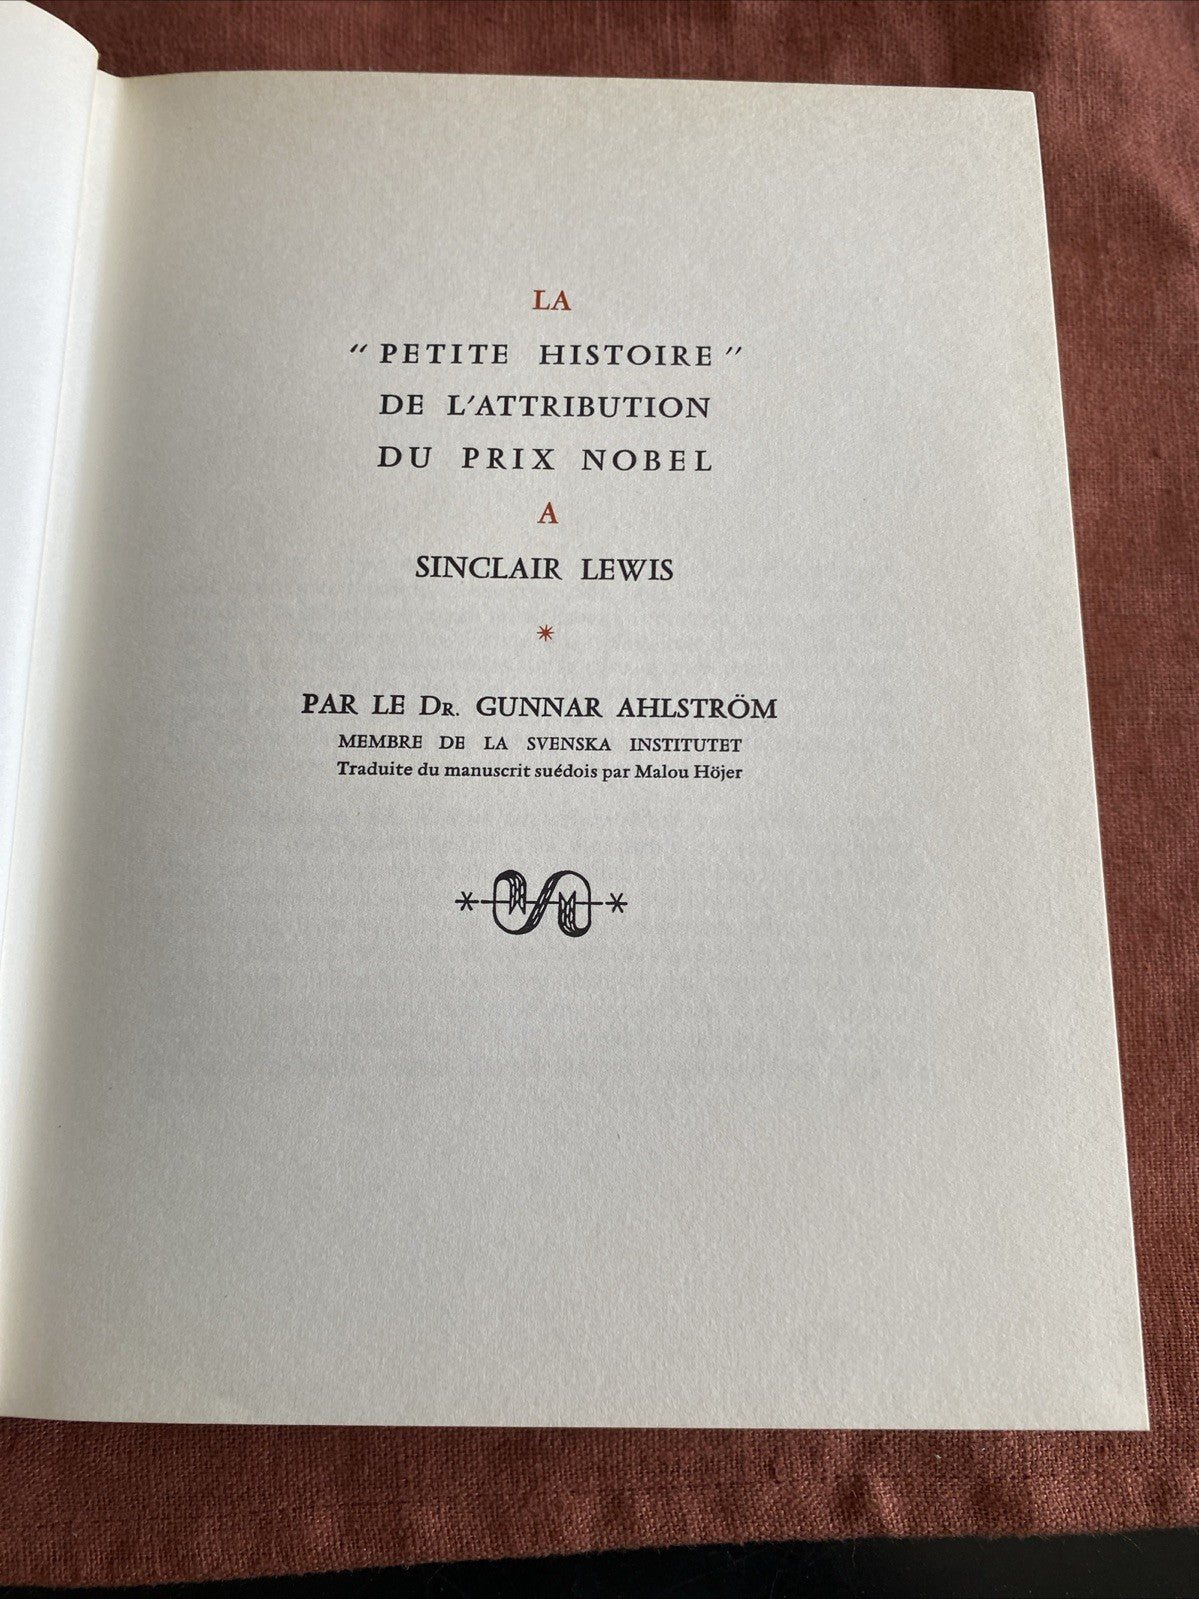 LA
“PETITE HISTOIRE”
DE L'ATTRIBUTION
DU PRIX NOBEL
A
SINCLAIR LEWIS
*
PAR LE DR. GUNNAR AHLSTRÖM
MEMBRE DE LA SVENSKA INSTITUTET
Traduite du manuscrit suédois par Malou Höjer